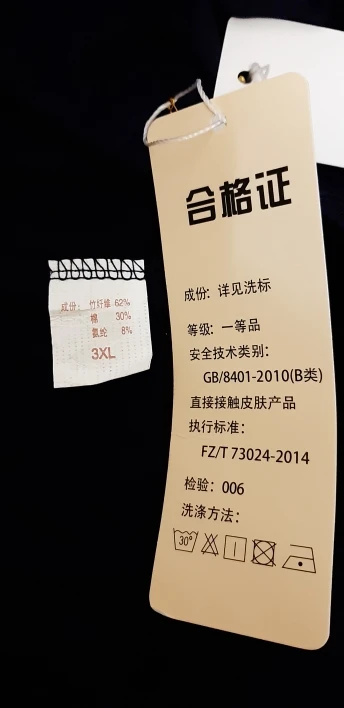 合格证
成份: 详见洗标
等级: 一等品
安全技术类别:
GB/8401-2010(B类)
直接接触皮肤产品
执行标准:
FZ/T 73024-2014
检验: 006
洗涤方法:
30°
成份: 竹纤维 62%
棉 30%
氨纶 8%
3XL